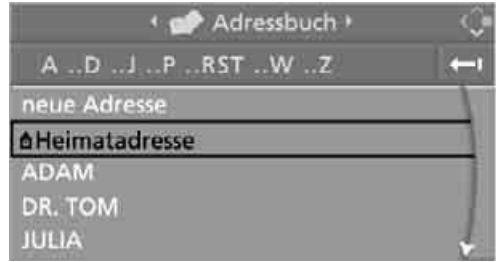 Adressbuch
A ..D ..J ..P ..RST ..W ..Z
neue Adresse
Heimatadresse
ADAM
DR. TOM
JULIA